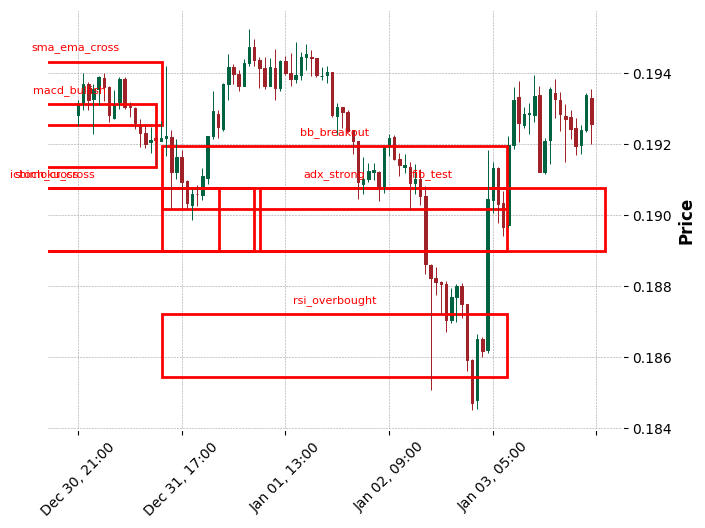 sma_ema_cross
0.194
macd_bullish
bb_breakout
0.192
stoch_cross
adx_strong
fib_test
0.190
Price
0.188
rsi_overbought
0.186
0.184
Dec 30, 21:00
Dec 31, 17:00
Jan 01, 13:00
Jan 02, 09:00
Jan 03, 05:00